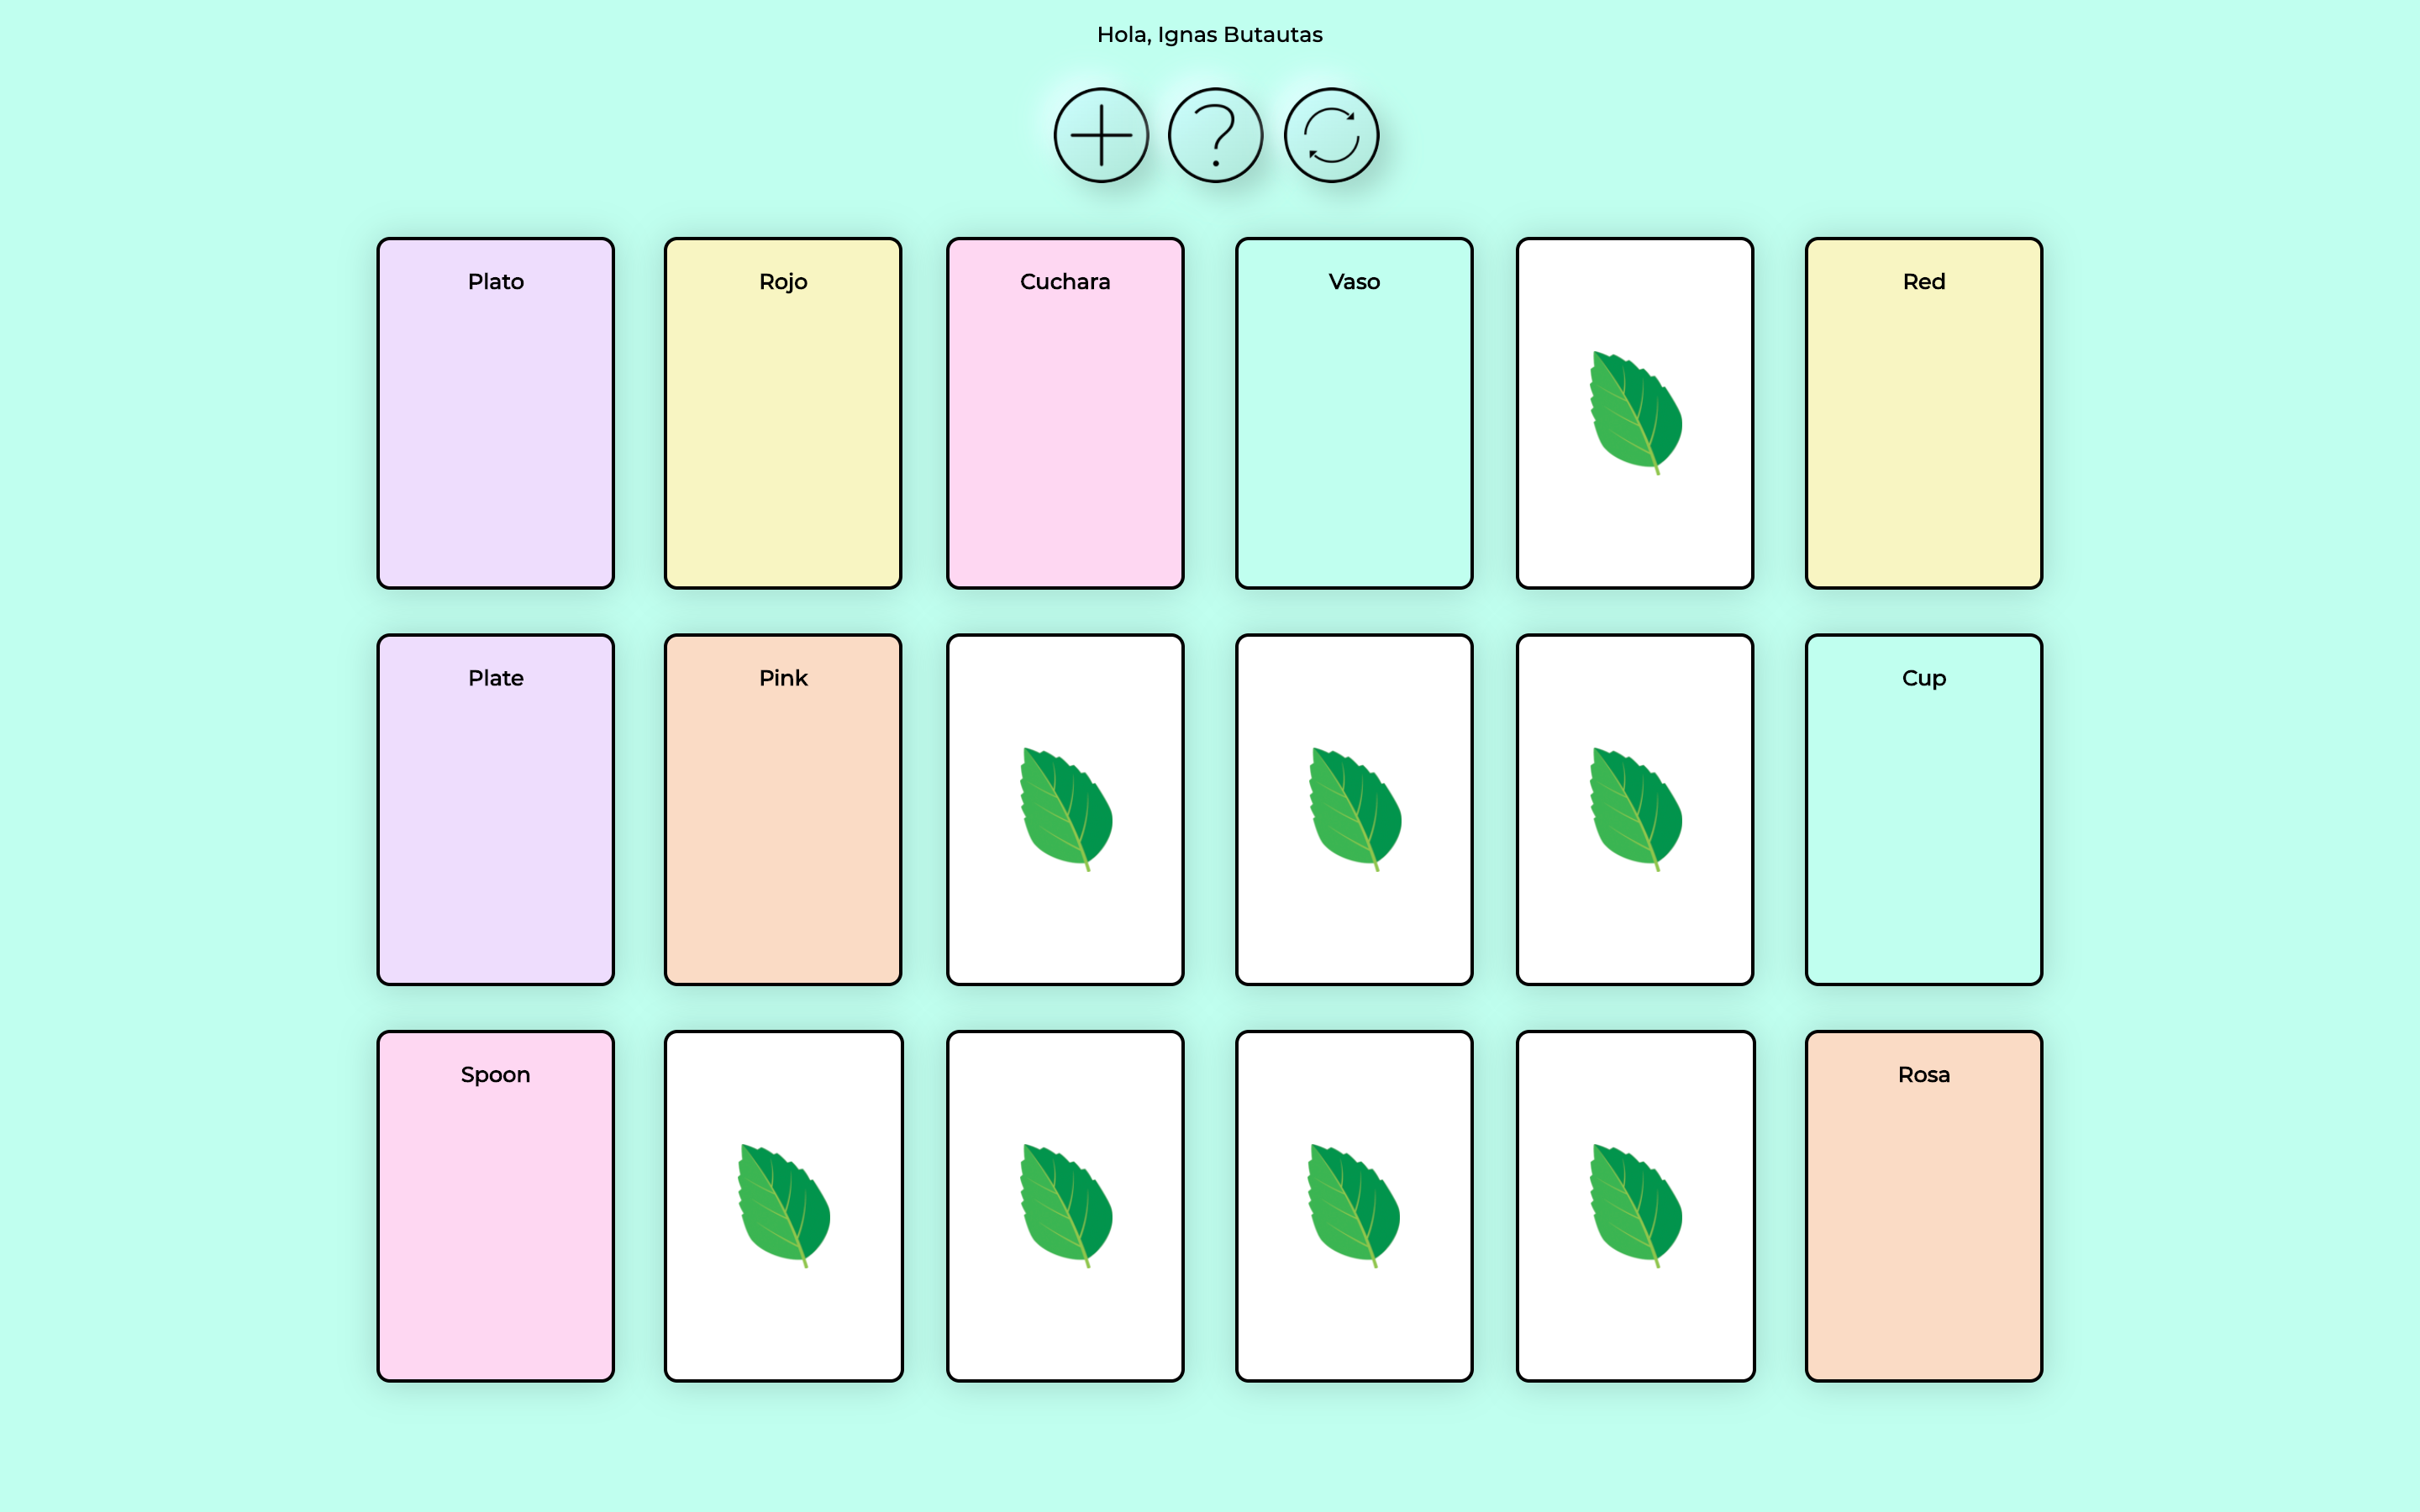 Hola, Ignas Butautas
Plato
Rojo
Cuchara
Vaso
Red
Plate
Pink
Cup
Spoon
Rosa